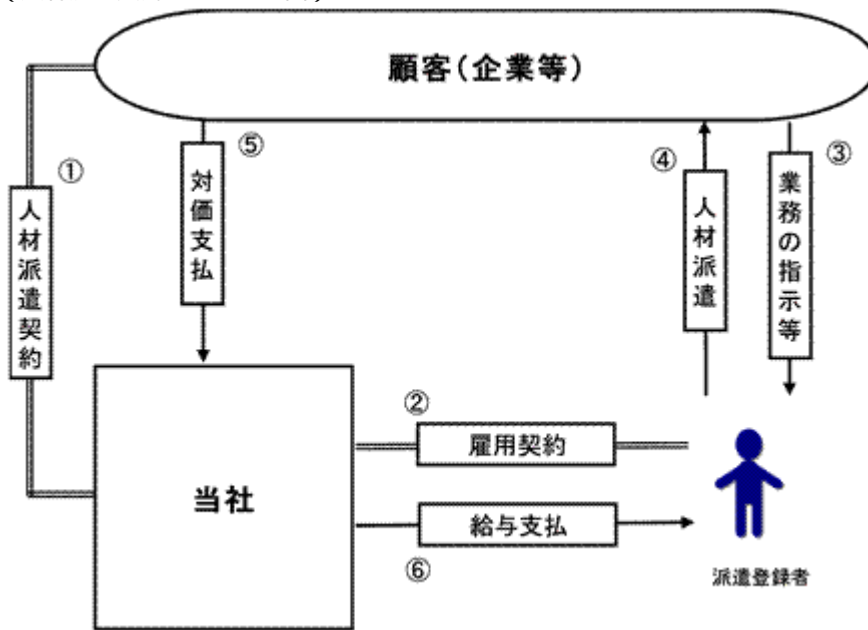 顧客(企業等)
①
⑤
④
③
人材派遣契約
対価支払
人材派遣
業務の指示等
②
雇用契約
当社
給与支払
⑥
派遣登録者